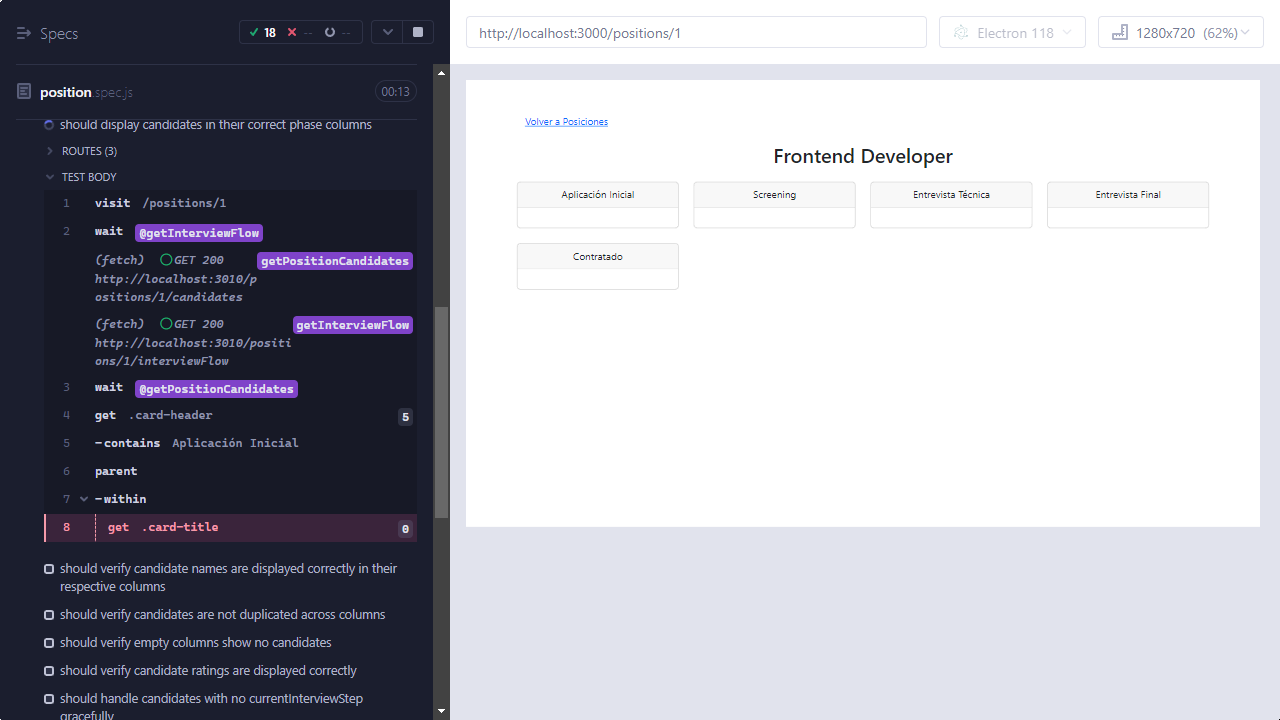 Specs
18 -- --
position.spec.js
00:13
should display candidates in their correct phase columns
ROUTES (3)
TEST BODY
1 visit /positions/1
2 wait @getInterviewFlow
(fetch) GET 200 getPositionCandidates
http://localhost:3010/p
ositions/1/candidates
(fetch) GET 200 getInterviewFlow
http://localhost:3010/positi
ons/1/interviewFlow
3 wait @getPositionCandidates
4 get .card-header 5
5 -contains Aplicación Inicial
6 parent
7 -within
8 get .card-title 0
should verify candidate names are displayed correctly in their
respective columns
should verify candidates are not duplicated across columns
should verify empty columns show no candidates
should verify candidate ratings are displayed correctly
should handle candidates with no currentInterviewStep
gracefully
http://localhost:3000/positions/1
Electron 118
1280x720 (62%)
Volver a Posiciones
Frontend Developer
Aplicación Inicial
Screening
Entrevista Técnica
Entrevista Final
Contratado